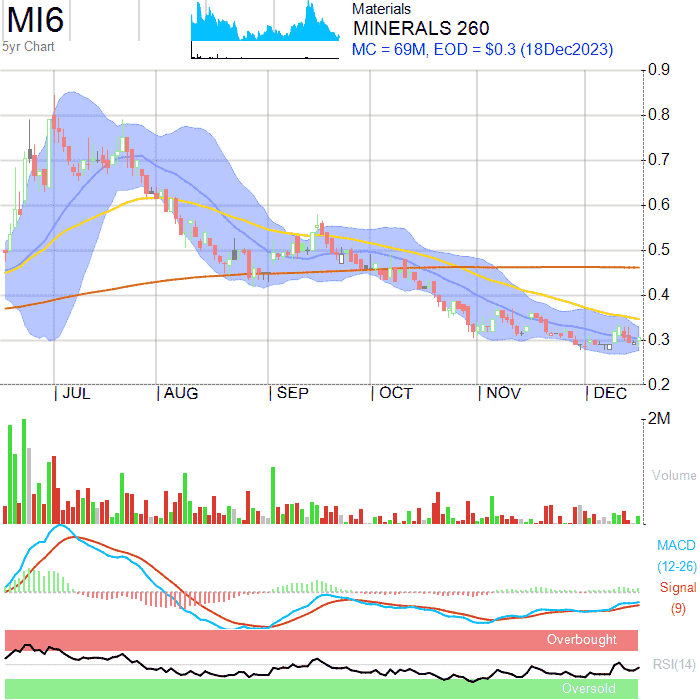 MI6
5yr Chart
Materials
MINERALS 260
MC = 69M, EOD = $0.3 (18Dec2023)
0.9
0.8
0.7
0.6
0.5
0.4
0.3
0.2
JUL AUG SEP OCT NOV DEC
2M
Volume
MACD
(12-26)
Signal
(9)
Overbought
RSI(14)
Oversold